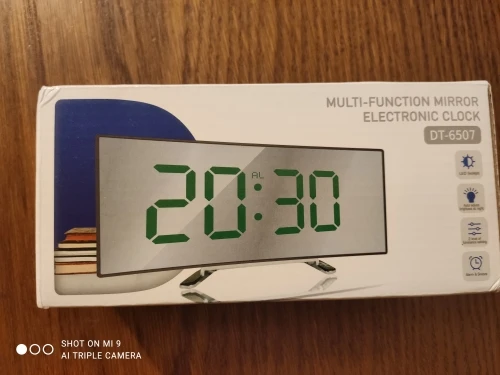 MULTI-FUNCTION MIRROR
ELECTRONIC CLOCK
DT-6507
AL
20:30
SHOT ON MI 9
AI TRIPLE CAMERA